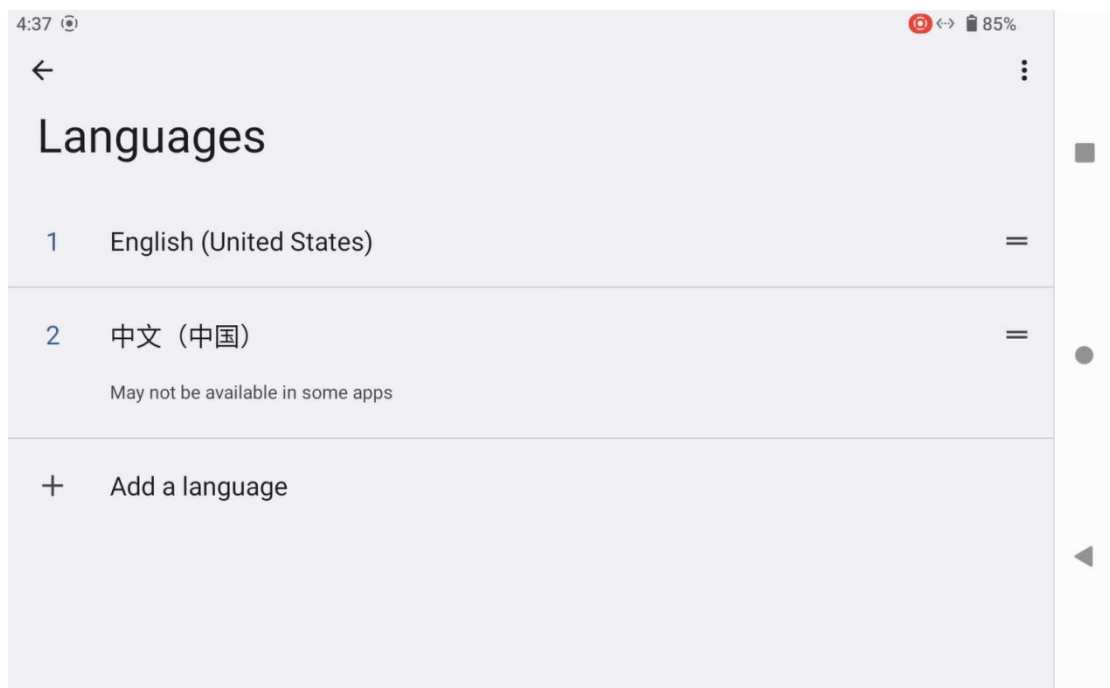 4:37
85%
Languages
1 English (United States)
2 中文（中国）
May not be available in some apps
Add a language